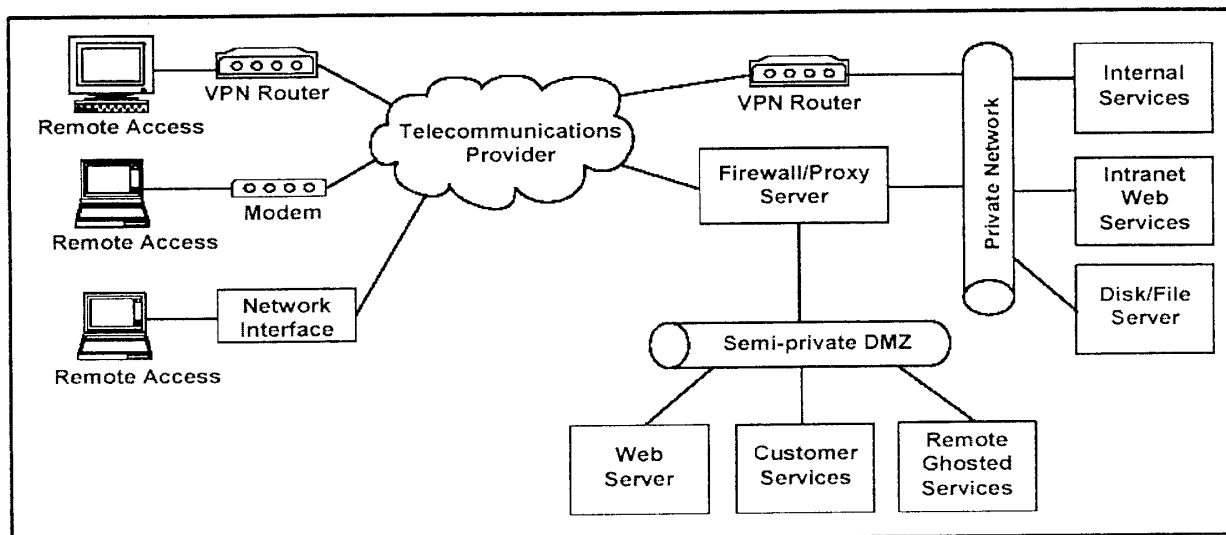 VPN Router
Remote Access
Telecommunications
Provider
VPN Router
Internal
Services
Modem
Remote Access
Firewall/Proxy
Server
Private Network
Intranet
Web
Services
Network
Interface
Remote Access
Disk/File
Server
Semi-private DMZ
Web
Server
Customer
Services
Remote
Ghosted
Services